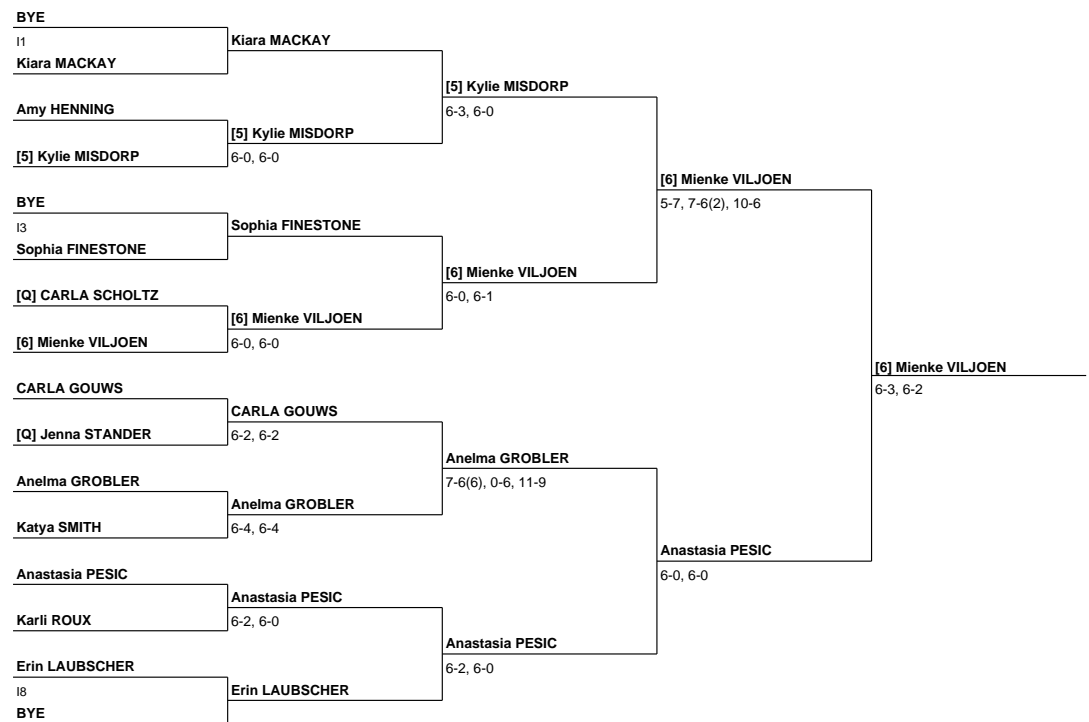 BYE
I1
Kiara MACKAY
Amy HENNING
[5] Kylie MISDORP
BYE
I3
Sophia FINESTONE
[Q] CARLA SCHOLTZ
[6] Mienke VILJOEN
CARLA GOUWS
[Q] Jenna STANDER
Anelma GROBLER
Katya SMITH
Anastasia PESIC
Karli ROUX
Erin LAUBSCHER
I8
BYE
Kiara MACKAY
[5] Kylie MISDORP
6-0, 6-0
Sophia FINESTONE
[6] Mienke VILJOEN
6-0, 6-0
CARLA GOUWS
6-2, 6-2
Anelma GROBLER
6-4, 6-4
Anastasia PESIC
6-2, 6-0
Erin LAUBSCHER
[5] Kylie MISDORP
6-3, 6-0
[6] Mienke VILJOEN
6-0, 6-1
Anelma GROBLER
7-6(6), 0-6, 11-9
Anastasia PESIC
6-2, 6-0
[6] Mienke VILJOEN
5-7, 7-6(2), 10-6
Anastasia PESIC
6-0, 6-0
[6] Mienke VILJOEN
6-3, 6-2